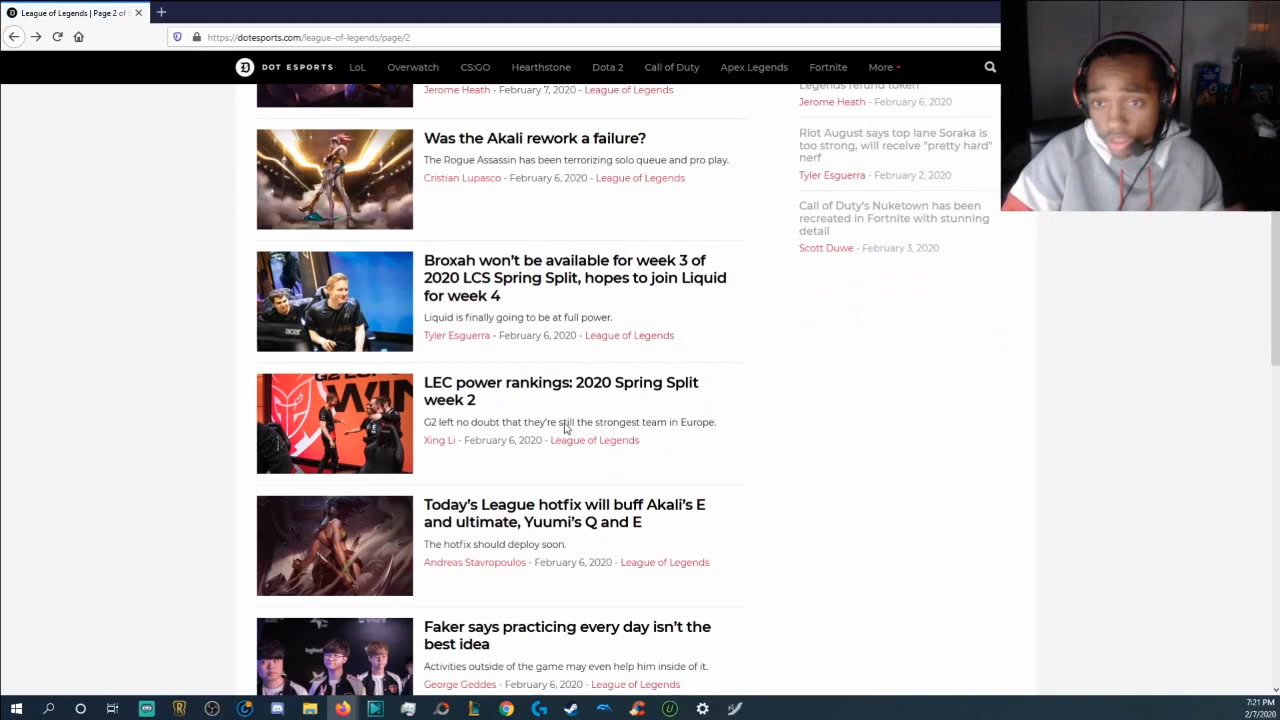 League of Legends | Page 2 of
https://dotesports.com/league-of-legends/page/2
DOT ESPORTS LoL Overwatch CS:GO Hearthstone Dota 2 Call of Duty Apex Legends Fortnite More
Jerome Heath - February 7, 2020 - League of Legends
Was the Akali rework a failure?
The Rogue Assassin has been terrorizing solo queue and pro play.
Cristian Lupasco - February 6, 2020 - League of Legends
Broxah won't be available for week 3 of
2020 LCS Spring Split, hopes to join Liquid
for week 4
Liquid is finally going to be at full power.
Tyler Esguerra - February 6, 2020 - League of Legends
acer
LEC power rankings: 2020 Spring Split
week 2
G2 left no doubt that they're still the strongest team in Europe.
Xing Li - February 6, 2020 - League of Legends
G2 ESPORTS
WIN
Today's League hotfix will buff Akali's E
and ultimate, Yuumi's Q and E
The hotfix should deploy soon.
Andreas Stavropoulos - February 6, 2020 - League of Legends
Faker says practicing every day isn't the
best idea
Activities outside of the game may even help him inside of it.
George Geddes - February 6, 2020 - League of Legends
Legends refund token
Jerome Heath - February 6, 2020
Riot August says top lane Soraka is
too strong, will receive "pretty hard"
nerf
Tyler Esguerra - February 2, 2020
Call of Duty's Nuketown has been
recreated in Fortnite with stunning
detail
Scott Duwe - February 3, 2020
7:21 PM
2/7/2020